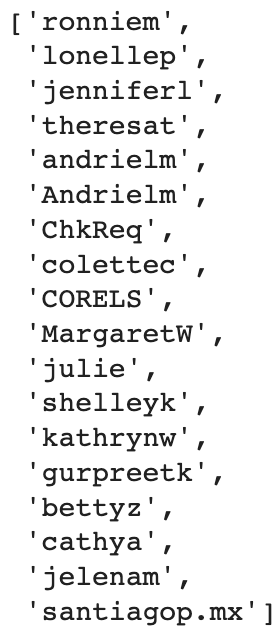 ['ronniem',
'lonellep',
'jenniferl',
'theresat',
'andrielm',
'Andrielm',
'ChkReq',
'colettec',
'CORELS',
'MargaretW',
'julie',
'shelleyk',
'kathrynw',
'gurpreetk',
'bettyz',
'cathya',
'jelenam',
'santiagop.mx']